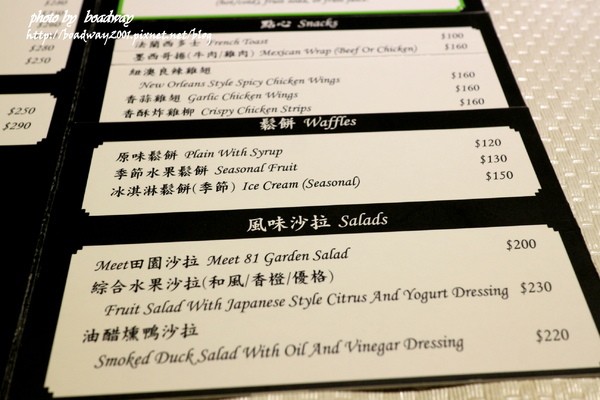 photo by boadway
http://boadway2001.pixnet.net/blog
$280
$250
$250
$290
點心 Snacks
法蘭西多士 French Toast $100
墨西哥捲(牛肉/雞肉) Mexican Wrap (Beef Or Chicken) $160
紐澳良辣雞翅
New Orleans Style Spicy Chicken Wings $160
香蒜雞翅 Garlic Chicken Wings $160
香酥炸雞柳 Crispy Chicken Strips $160
鬆餅 Waffles
原味鬆餅 Plain With Syrup $120
季節水果鬆餅 Seasonal Fruit $130
冰淇淋鬆餅(季節) Ice Cream (Seasonal) $150
風味沙拉 Salads
Meet田園沙拉 Meet 81 Garden Salad $200
綜合水果沙拉(和風/香橙/優格)
Fruit Salad With Japanese Style Citrus And Yogurt Dressing $230
油醋燻鴨沙拉
Smoked Duck Salad With Oil And Vinegar Dressing $220